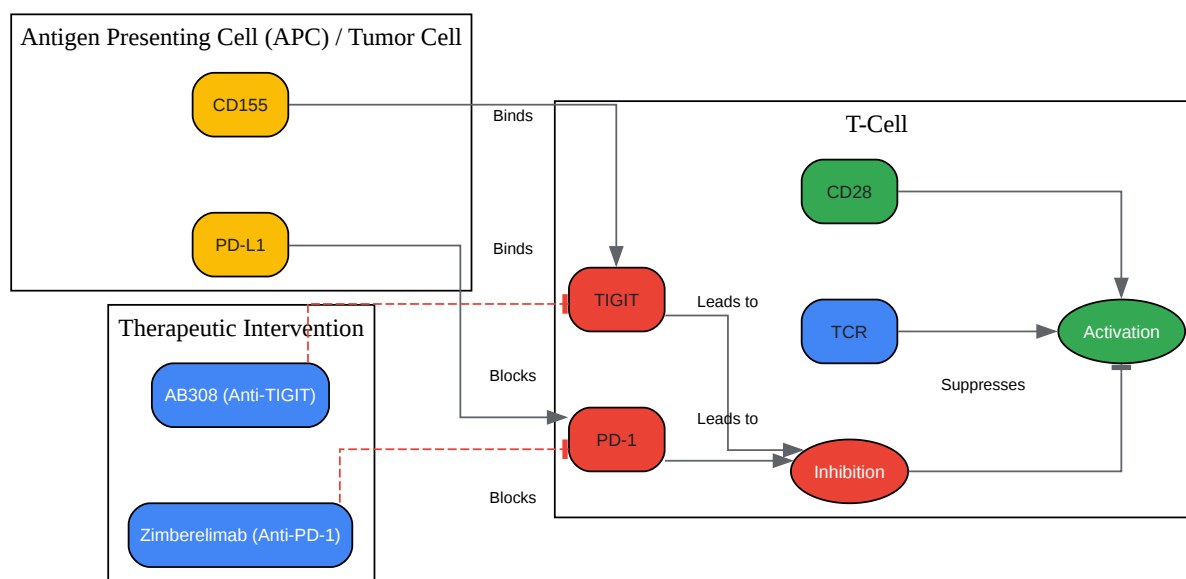 Antigen Presenting Cell (APC) / Tumor Cell
CD155
Binds
T-Cell
CD28
PD-L1
Binds
TIGIT
Leads to
TCR
Activation
Therapeutic Intervention
AB308 (Anti-TIGIT)
Blocks
Suppresses
PD-1
Leads to
Inhibition
Blocks
Zimberelimab (Anti-PD-1)